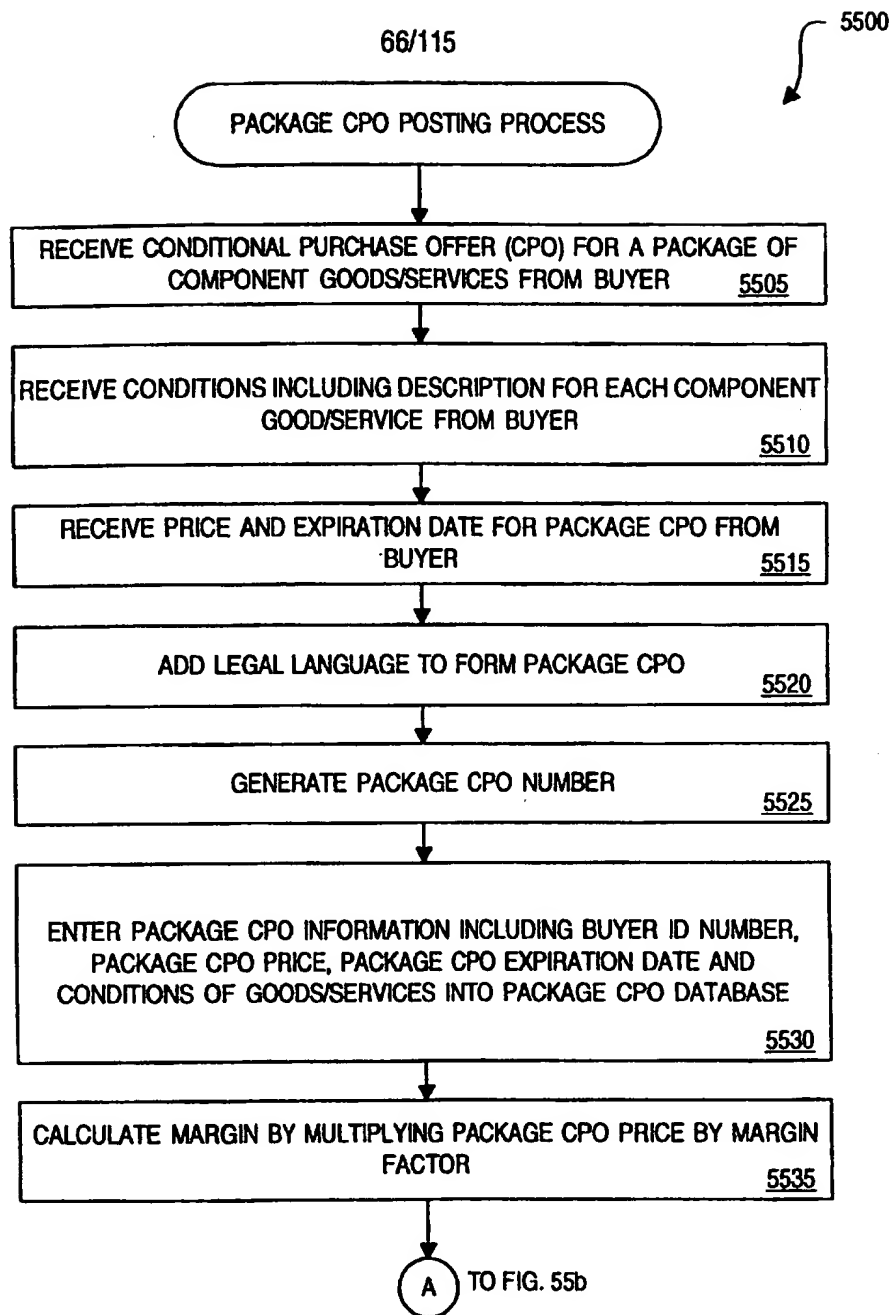 66/115
5500
PACKAGE CPO POSTING PROCESS
RECEIVE CONDITIONAL PURCHASE OFFER (CPO) FOR A PACKAGE OF
COMPONENT GOODS/SERVICES FROM BUYER
5505
RECEIVE CONDITIONS INCLUDING DESCRIPTION FOR EACH COMPONENT
GOOD/SERVICE FROM BUYER
5510
RECEIVE PRICE AND EXPIRATION DATE FOR PACKAGE CPO FROM
BUYER
5515
ADD LEGAL LANGUAGE TO FORM PACKAGE CPO
5520
GENERATE PACKAGE CPO NUMBER
5525
ENTER PACKAGE CPO INFORMATION INCLUDING BUYER ID NUMBER,
PACKAGE CPO PRICE, PACKAGE CPO EXPIRATION DATE AND
CONDITIONS OF GOODS/SERVICES INTO PACKAGE CPO DATABASE
5530
CALCULATE MARGIN BY MULTIPLYING PACKAGE CPO PRICE BY MARGIN
FACTOR
5535
A TO FIG. 55b